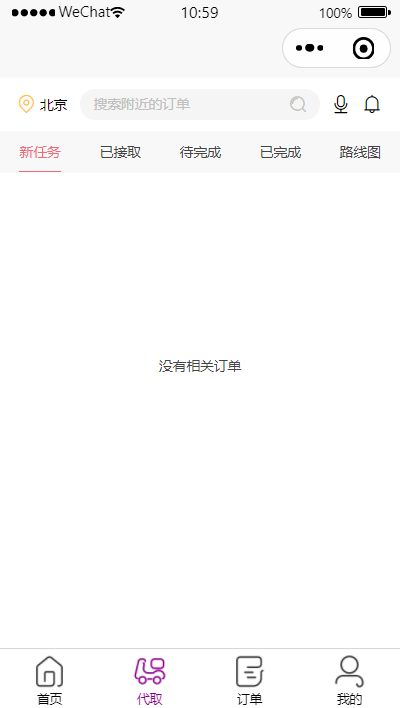 WeChat 10:59 100%
北京 搜索附近的订单
新任务 已接取 待完成 已完成 路线图
没有相关订单
首页 代取 订单 我的